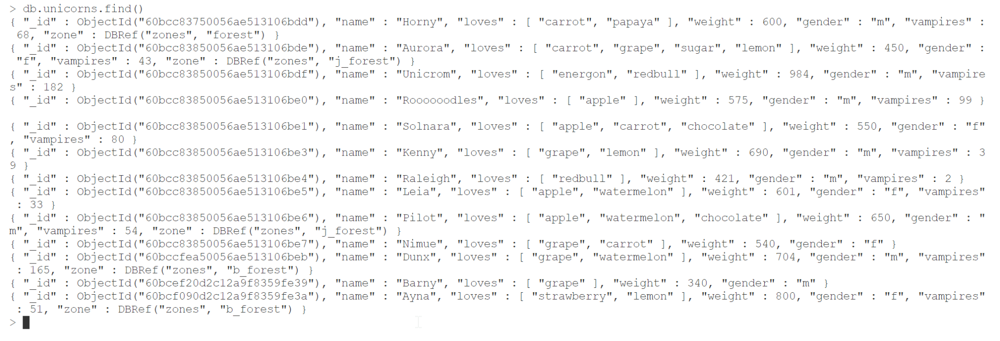 > db.unicorns.find()
{ "_id" : ObjectId("60bcc83750056ae513106bdd"), "name" : "Horny", "loves" : [ "carrot", "papaya" ], "weight" : 600, "gender" : "m", "vampires" :
 68, "zone" : DBRef("zones", "forest") }
{ "_id" : ObjectId("60bcc83850056ae513106bde"), "name" : "Aurora", "loves" : [ "carrot", "grape", "sugar", "lemon" ], "weight" : 450, "gender" :
 "f", "vampires" : 43, "zone" : DBRef("zones", "j_forest") }
{ "_id" : ObjectId("60bcc83850056ae513106bdf"), "name" : "Unicrom", "loves" : [ "energon", "redbull" ], "weight" : 984, "gender" : "m", "vampire
s" : 182 }
{ "_id" : ObjectId("60bcc83850056ae513106be0"), "name" : "Roooooodles", "loves" : [ "apple" ], "weight" : 575, "gender" : "m", "vampires" : 99 }
{ "_id" : ObjectId("60bcc83850056ae513106be1"), "name" : "Solnara", "loves" : [ "apple", "carrot", "chocolate" ], "weight" : 550, "gender" : "f"
, "vampires" : 80 }
{ "_id" : ObjectId("60bcc83850056ae513106be3"), "name" : "Kenny", "loves" : [ "grape", "lemon" ], "weight" : 690, "gender" : "m", "vampires" : 3
9 }
{ "_id" : ObjectId("60bcc83850056ae513106be4"), "name" : "Raleigh", "loves" : [ "redbull" ], "weight" : 421, "gender" : "m", "vampires" : 2 }
{ "_id" : ObjectId("60bcc83850056ae513106be5"), "name" : "Leia", "loves" : [ "apple", "watermelon" ], "weight" : 601, "gender" : "f", "vampires"
 : 33 }
{ "_id" : ObjectId("60bcc83850056ae513106be6"), "name" : "Pilot", "loves" : [ "apple", "watermelon", "chocolate" ], "weight" : 650, "gender" : "
m", "vampires" : 54, "zone" : DBRef("zones", "j_forest") }
{ "_id" : ObjectId("60bcc83850056ae513106be7"), "name" : "Nimue", "loves" : [ "grape", "carrot" ], "weight" : 540, "gender" : "f" }
{ "_id" : ObjectId("60bccfea50056ae513106beb"), "name" : "Dunx", "loves" : [ "grape", "watermelon" ], "weight" : 704, "gender" : "m", "vampires"
 : 165, "zone" : DBRef("zones", "b_forest") }
{ "_id" : ObjectId("60bcef20d2c12a9f8359fe39"), "name" : "Barny", "loves" : [ "grape" ], "weight" : 340, "gender" : "m" }
{ "_id" : ObjectId("60bcf090d2c12a9f8359fe3a"), "name" : "Ayna", "loves" : [ "strawberry", "lemon" ], "weight" : 800, "gender" : "f", "vampires"
 : 51, "zone" : DBRef("zones", "b_forest") }
>